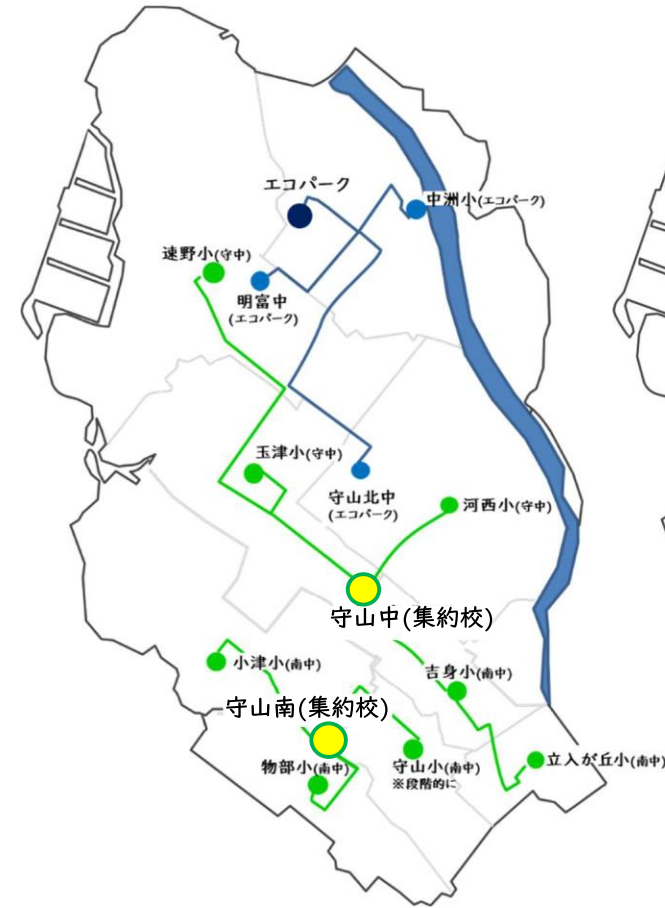 エコパーク
中洲小(エコパーク)
速野小(守中)
明富中
(エコパーク)
玉津小(守中)
守山北中
(エコパーク)
河西小(守中)
守山中(集約校)
小津小(南中)
吉身小(南中)
守山南(集約校)
物部小(南中)
守山小(南中)
※段階的に
立入が丘小(南中)